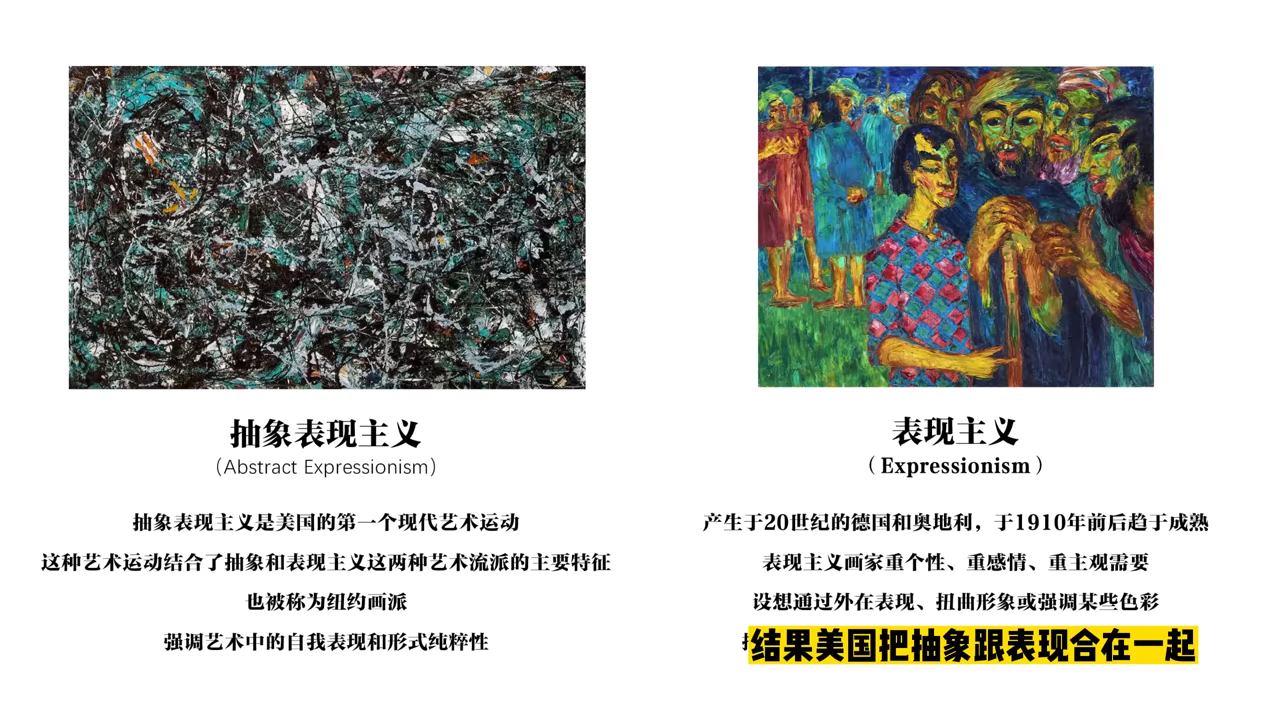 抽象表现主义
（Abstract Expressionism）
抽象表现主义是美国的第一个现代艺术运动
这种艺术运动结合了抽象和表现主义这两种艺术流派的主要特征
也被称为纽约画派
强调艺术中的自我表现和形式纯粹性
表现主义
（Expressionism）
产生于20世纪的德国和奥地利，于1910年前后趋于成熟
表现主义画家重个性、重感情、重主观需要
设想通过外在表现、扭曲形象或强调某些色彩
结果美国把抽象跟表现合在一起